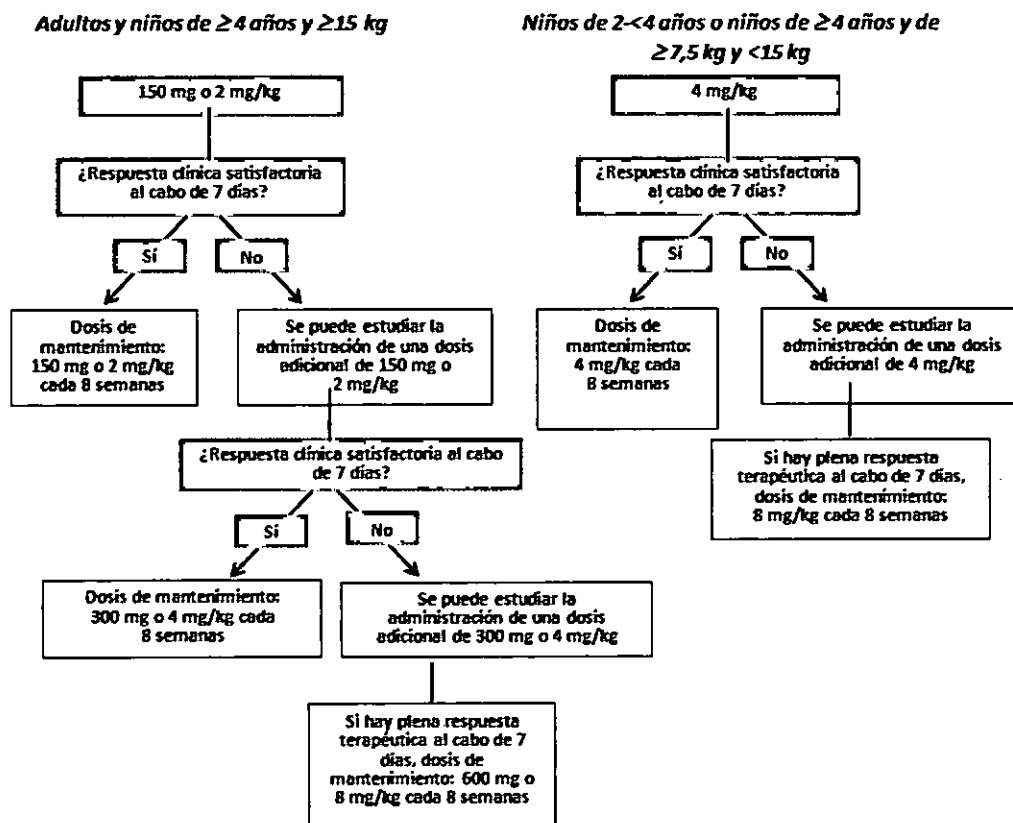 Adultos y niños de ≥4 años y ≥15 kg
150 mg o 2 mg/kg
¿Respuesta clínica satisfactoria
al cabo de 7 días?
Sí
No
Dosis de
mantenimiento:
150 mg o 2 mg/kg
cada 8 semanas
Se puede estudiar la
administración de una dosis
adicional de 150 mg o
2 mg/kg
¿Respuesta clínica satisfactoria al cabo
de 7 días?
Sí
No
Dosis de mantenimiento:
300 mg o 4 mg/kg cada
8 semanas
Se puede estudiar la
administración de una dosis
adicional de 300 mg o 4 mg/kg
Si hay plena respuesta
terapéutica al cabo de 7
días, dosis de
mantenimiento: 600 mg o
8 mg/kg cada 8 semanas
Niños de 2-<4 años o niños de ≥4 años y de
≥7,5 kg y <15 kg
4 mg/kg
¿Respuesta clínica satisfactoria
al cabo de 7 días?
Sí
No
Dosis de
mantenimiento:
4 mg/kg cada
8 semanas
Se puede estudiar la
administración de una dosis
adicional de 4 mg/kg
Si hay plena respuesta
terapéutica al cabo de 7 días,
dosis de mantenimiento:
8 mg/kg cada 8 semanas